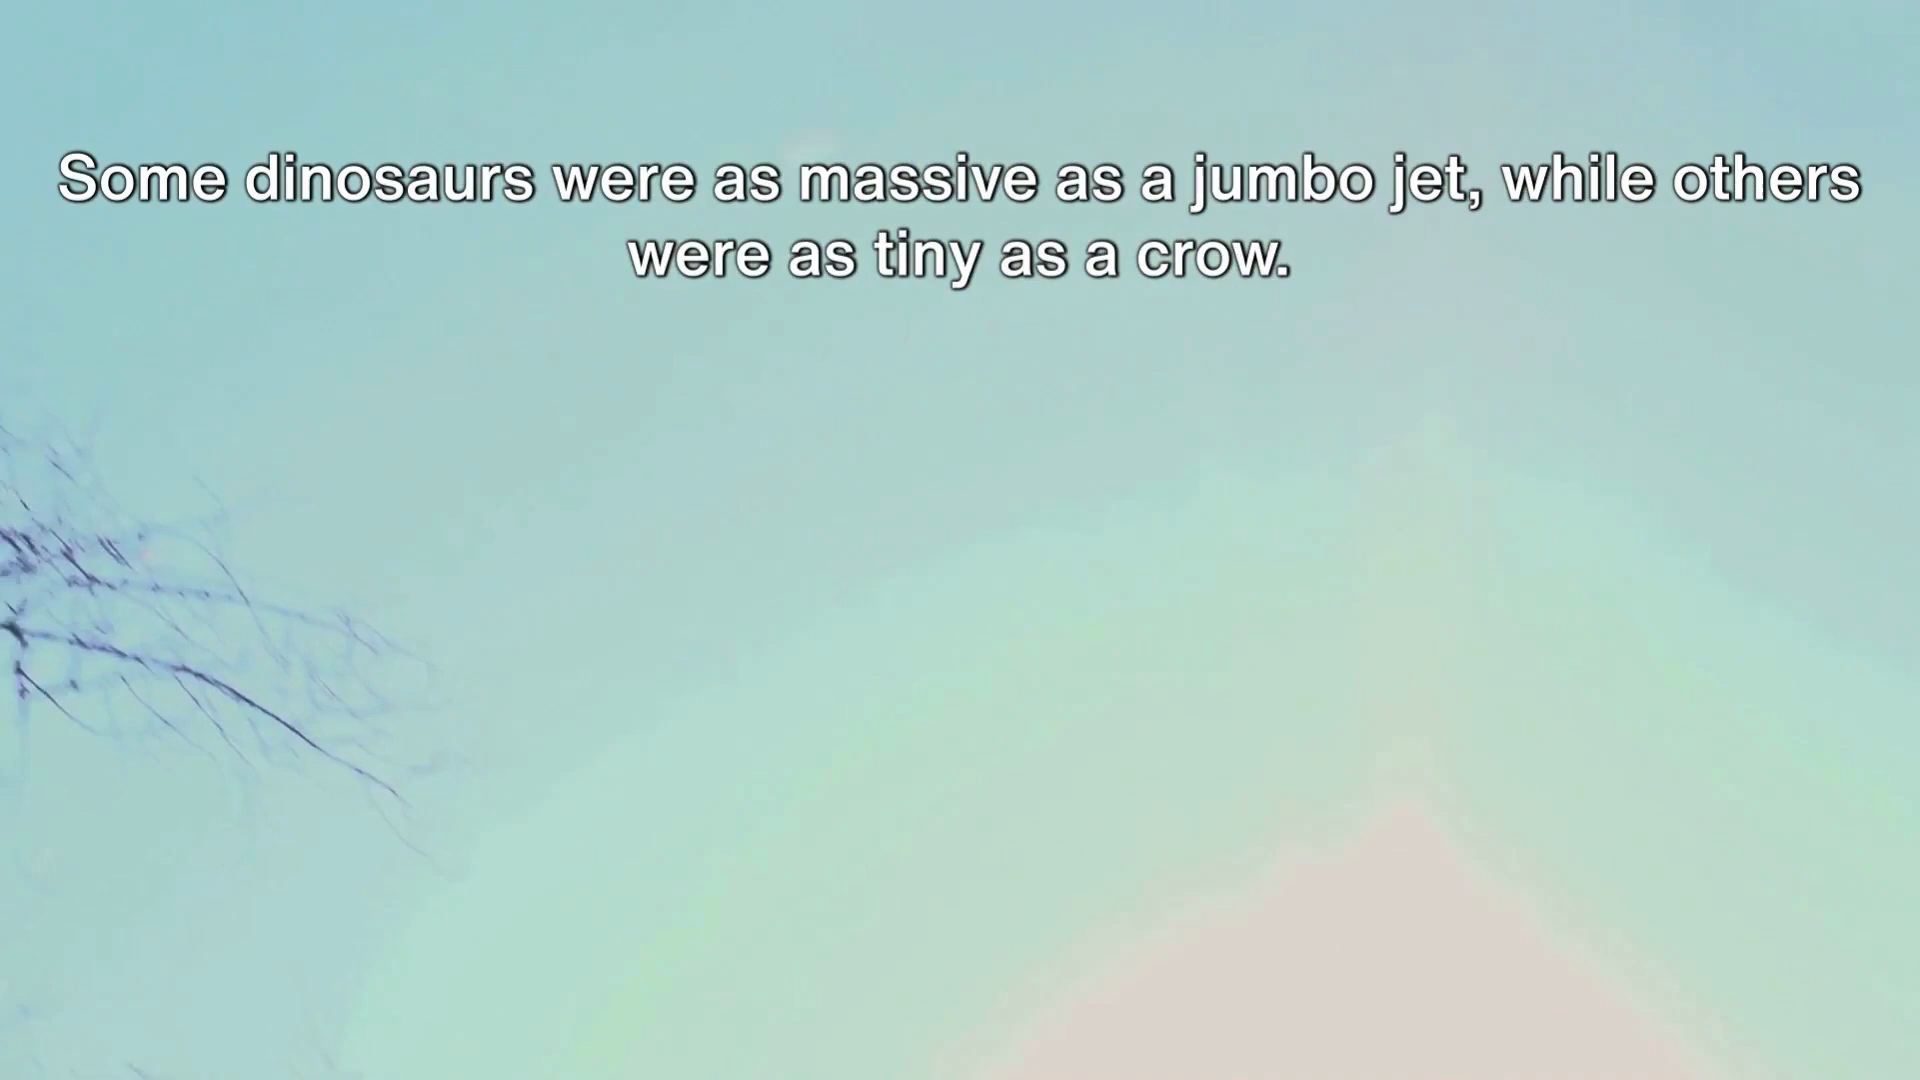 Some dinosaurs were as massive as a jumbo jet, while others
were as tiny as a crow.